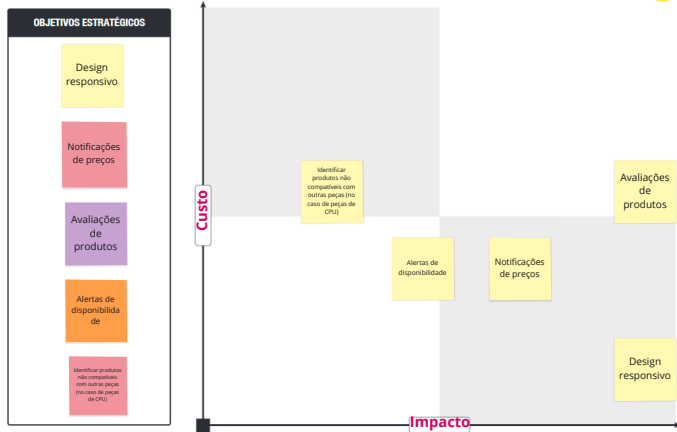 OBJETIVOS ESTRATÉGICOS
Design
responsivo
Notificações
de preços
Avaliações
de
produtos
Alertas de
disponibilida
de
Identificar produtos
não compatíveis
com outras peças
(no caso de peças
de CPU)
Custo
Identificar
produtos não
compatíveis com
outras peças (no
caso de peças de
CPU)
Avaliações
de
produtos
Alertas de
disponibilidade
Notificações
de preços
Design
responsivo
Impacto